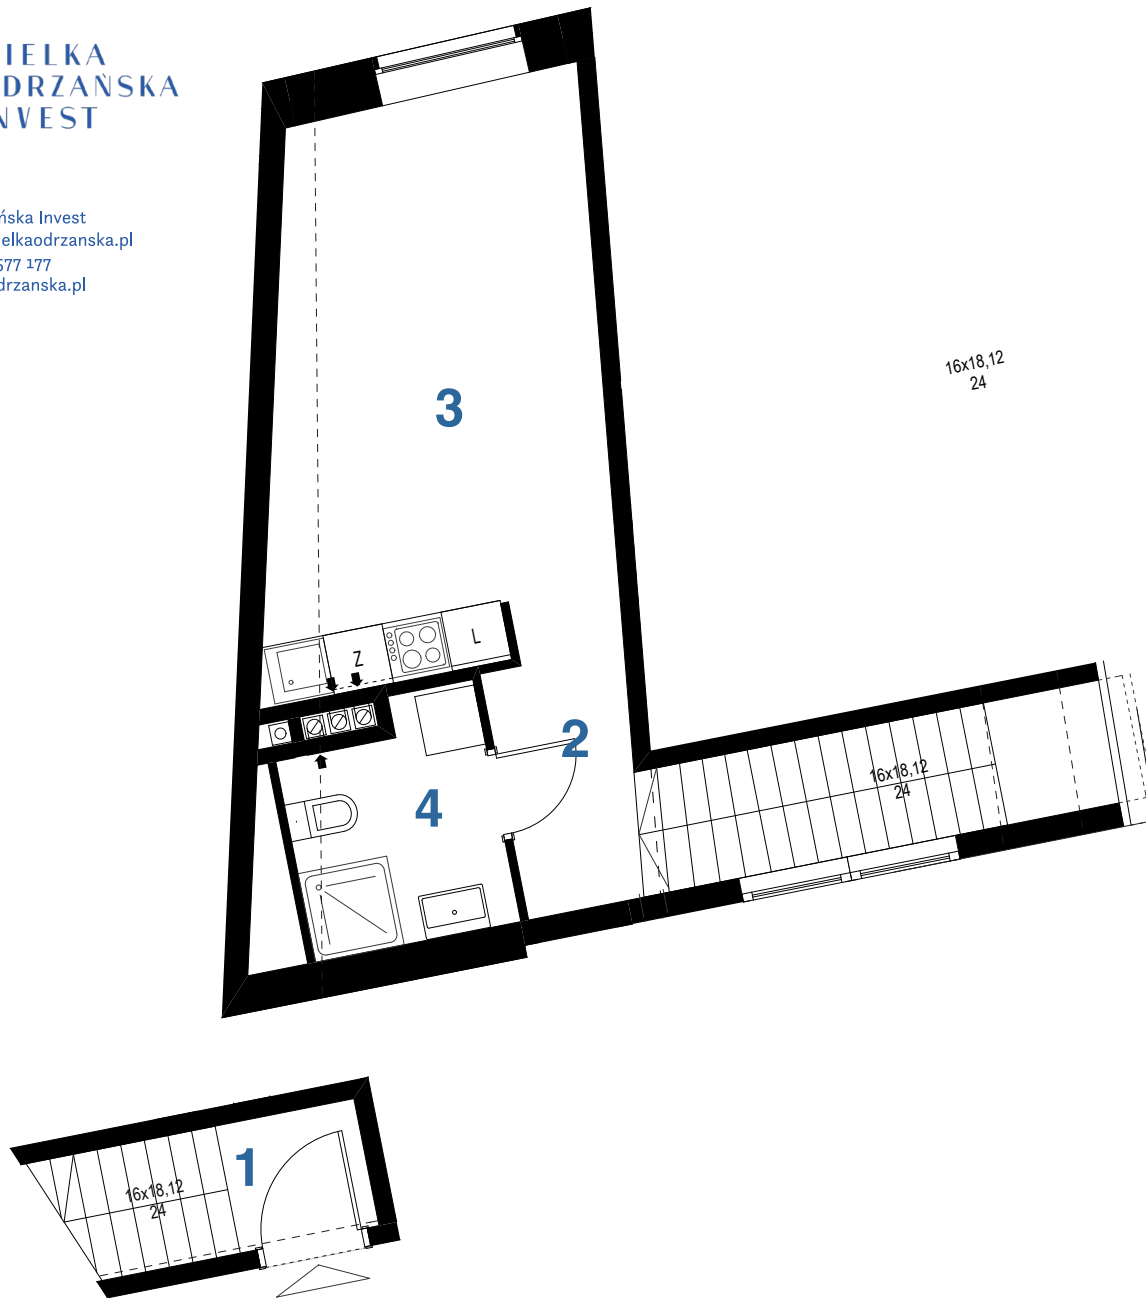 IELKA
DRZAŃSKA
NVEST
ńska Invest
elkaodrzanska.pl
577 177
drzanska.pl
3
16x18,12
24
L
Z
2
16x18,12
24
4
1
16x18,12
24